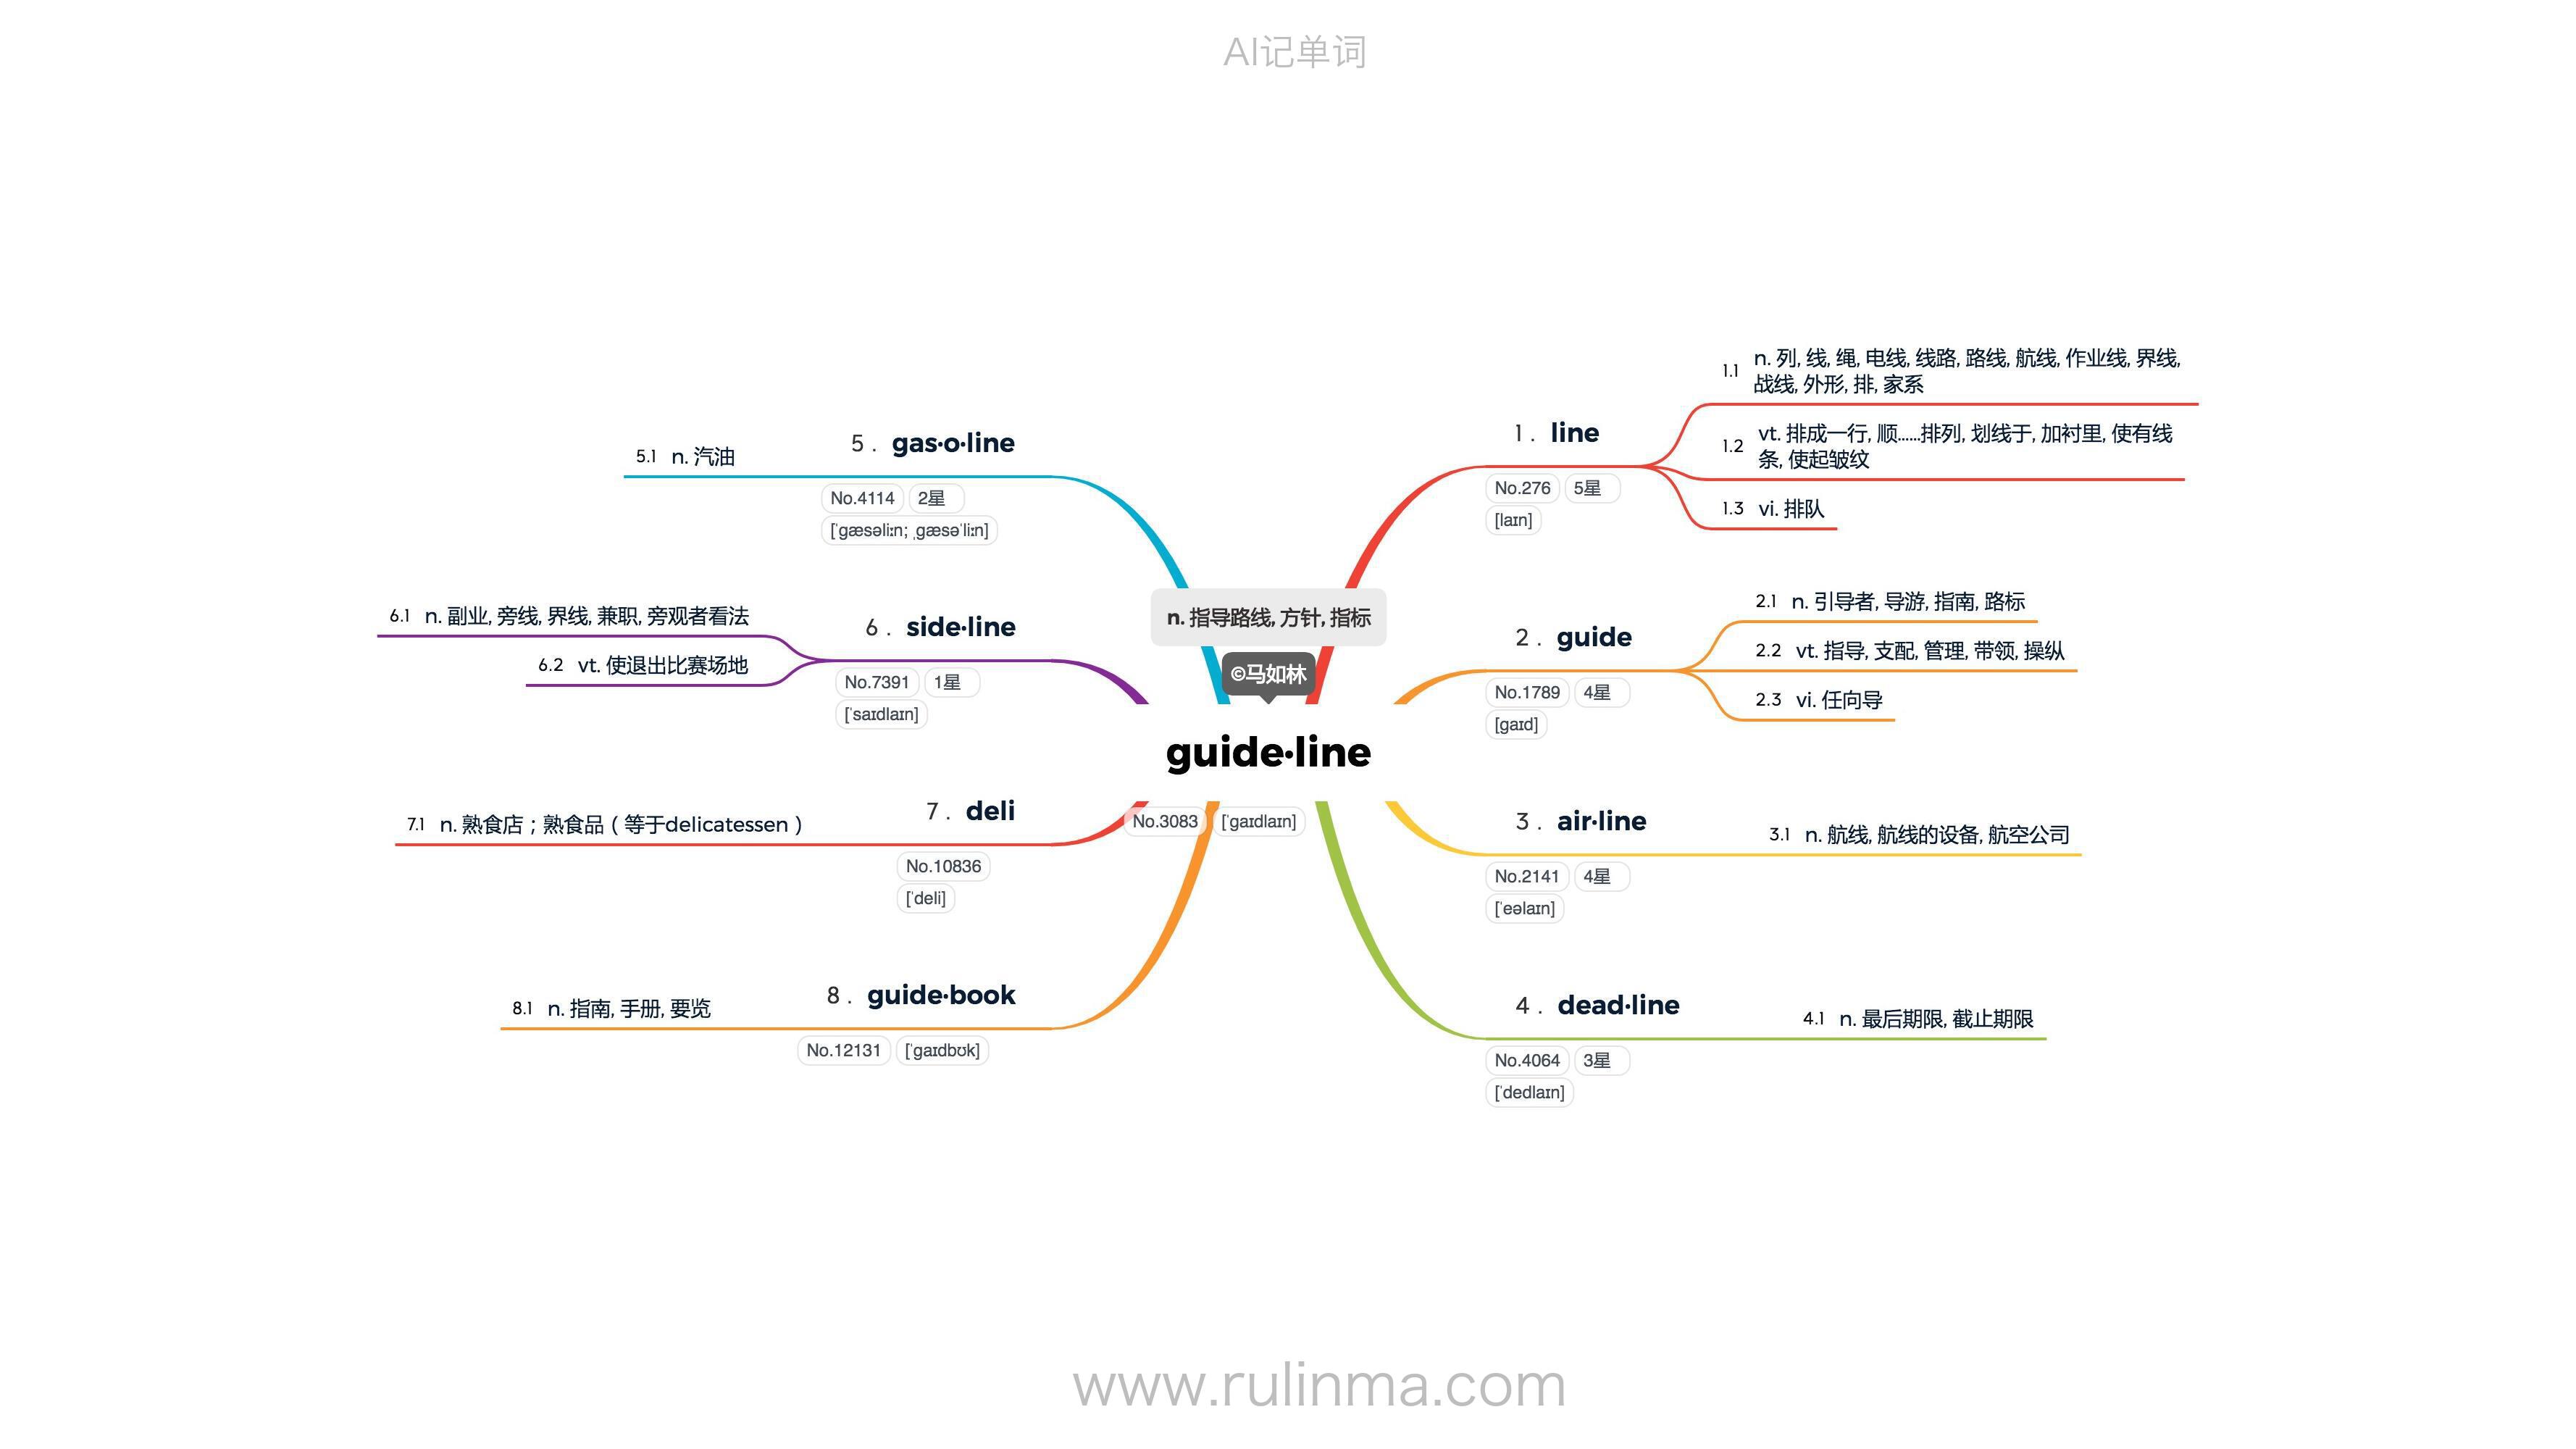 AI记单词
n. 指导路线, 方针, 指标
©马如林
guide·line
No.3083 [ˈɡaɪdlaɪn]
1 . line
No.276 5星
[laɪn]
1.1 n. 列, 线, 绳, 电线, 线路, 路线, 航线, 作业线, 界线,
战线, 外形, 排, 家系
1.2 vt. 排成一行, 顺……排列, 划线于, 加衬里, 使有线
条, 使起皱纹
1.3 vi. 排队
2 . guide
No.1789 4星
[ɡaɪd]
2.1 n. 引导者, 导游, 指南, 路标
2.2 vt. 指导, 支配, 管理, 带领, 操纵
2.3 vi. 任向导
3 . air·line
No.2141 4星
[ˈeəlaɪn]
3.1 n. 航线, 航线的设备, 航空公司
4 . dead·line
No.4064 3星
[ˈdedlaɪn]
4.1 n. 最后期限, 截止期限
5 . gas·o·line
No.4114 2星
[ˈɡæsəliːn; ˌɡæsəˈliːn]
5.1 n. 汽油
6 . side·line
No.7391 1星
[ˈsaɪdlaɪn]
6.1 n. 副业, 旁线, 界线, 兼职, 旁观者看法
6.2 vt. 使退出比赛场地
7 . deli
No.10836
[ˈdeli]
7.1 n. 熟食店；熟食品（等于delicatessen）
8 . guide·book
No.12131 [ˈɡaɪdbʊk]
8.1 n. 指南, 手册, 要览
www.rulinma.com